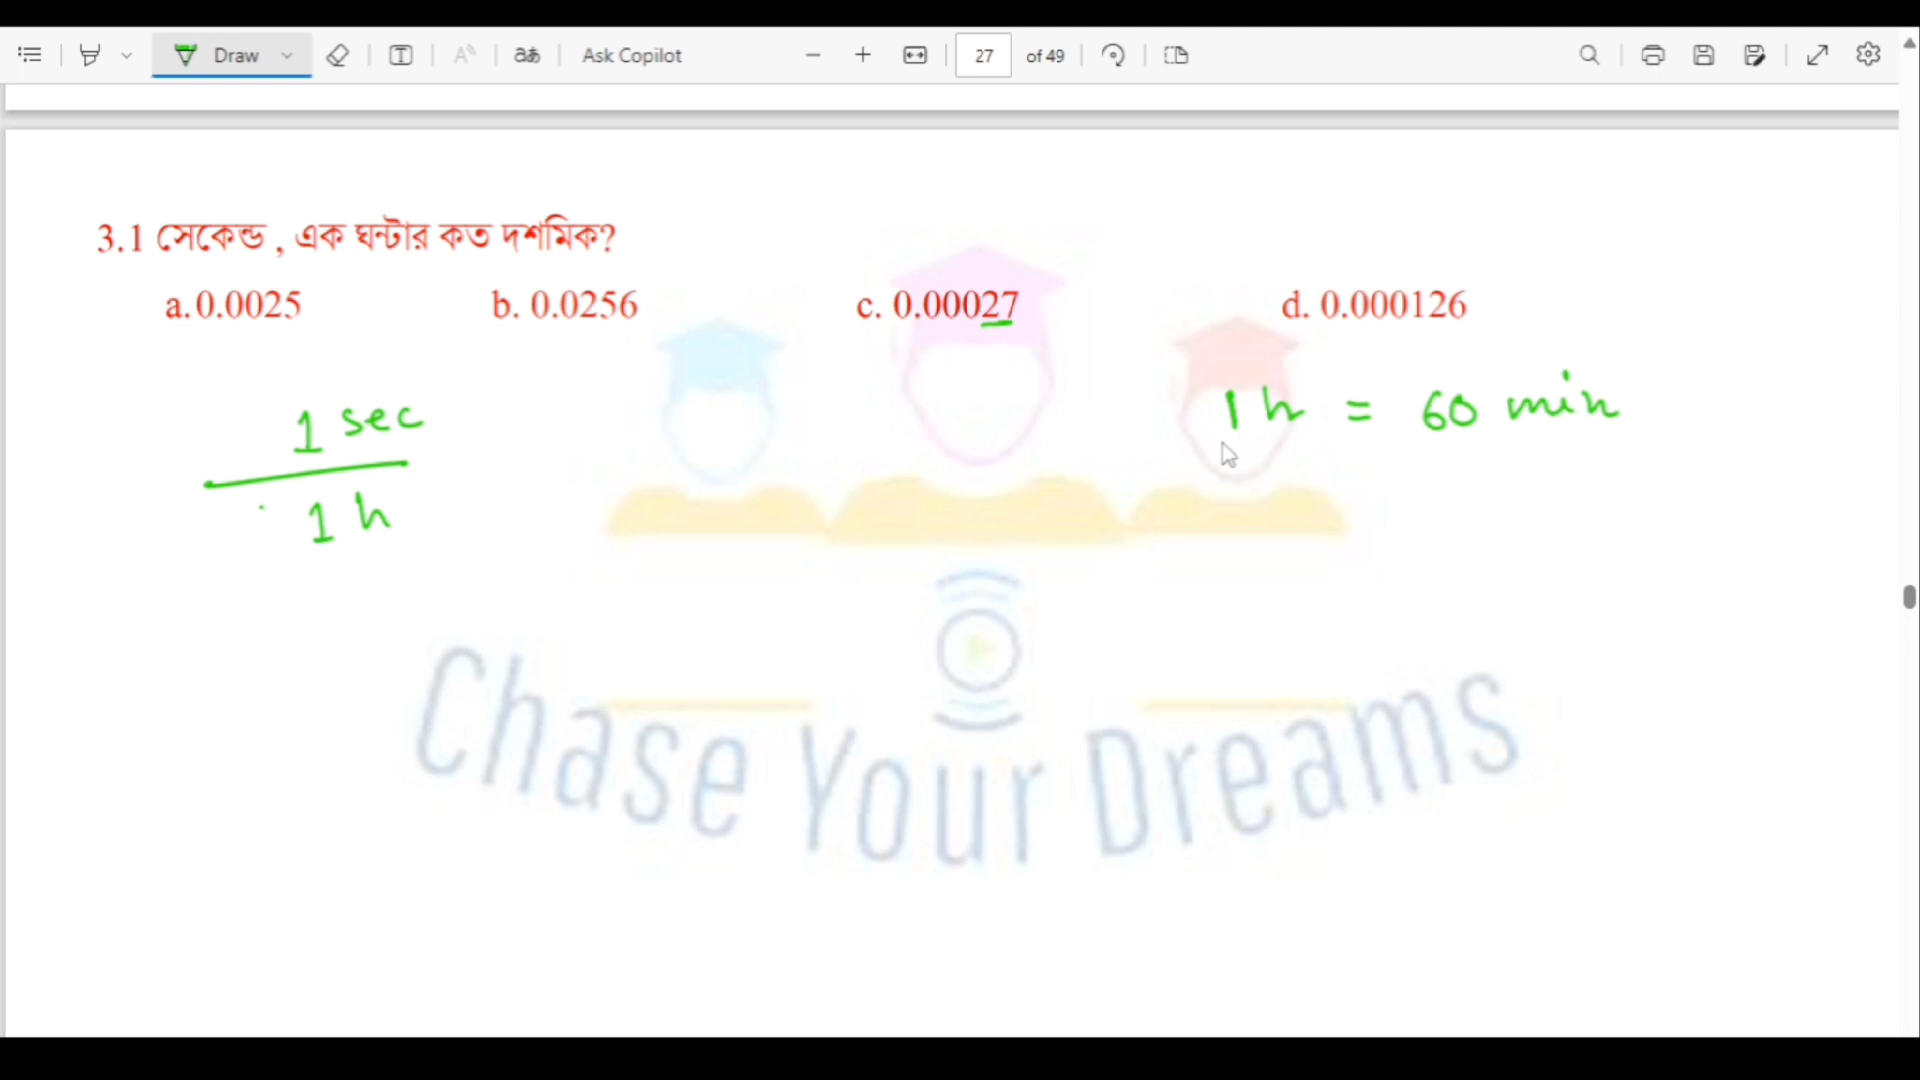 Draw
Ask Copilot
27 of 49
3.1 সেকেন্ড , এক ঘন্টার কত দশমিক?
a. 0.0025 b. 0.0256 c. 0.00027 d. 0.000126
1 sec
1 h
1 h = 60 min
Chase Your Dreams